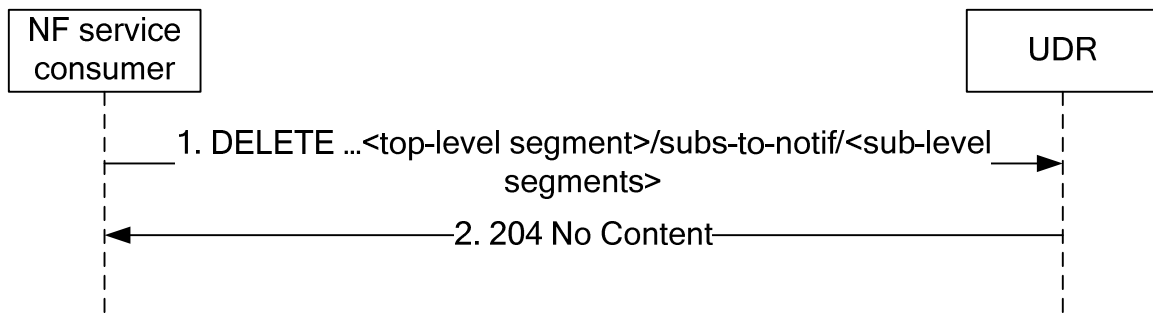 NF service
consumer
UDR
1. DELETE ...<top-level segment>/subs-to-notif/<sub-level
segments>
2. 204 No Content